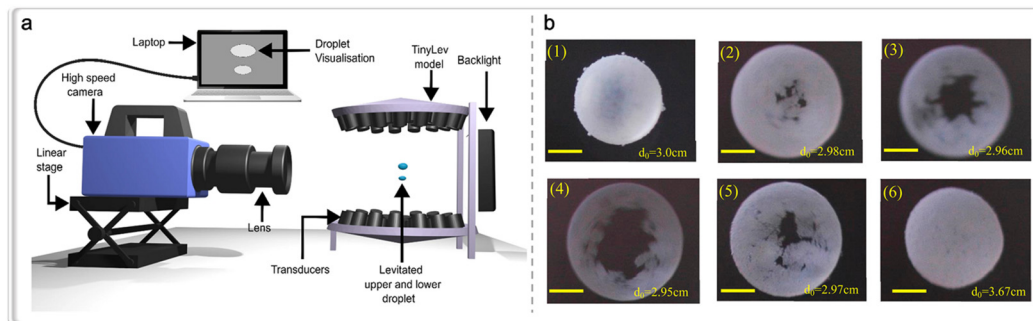 a
Laptop
Droplet
Visualisation
TinyLev
model
Backlight
High speed
camera
Linear
stage
Lens
Transducers
Levitated
upper and lower
droplet
b
(1)
d₀=3.0cm
(2)
d₀=2.98cm
(3)
d₀=2.96cm
(4)
d₀=2.95cm
(5)
d₀=2.97cm
(6)
d₀=3.67cm